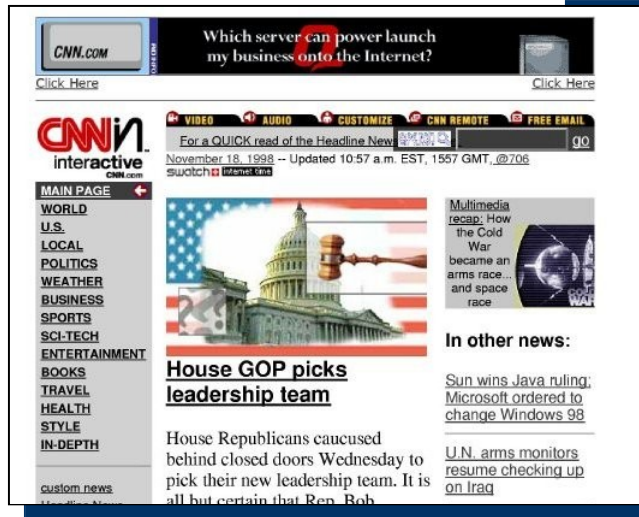 CNN.COM
Which server can power launch
my business onto the Internet?
Click Here
Click Here
CNNin
interactive
CNN.com
VIDEO
AUDIO
CUSTOMIZE
CNN REMOTE
FREE EMAIL
For a QUICK read of the Headline New
go
November 18, 1998 -- Updated 10:57 a.m. EST, 1557 GMT, @706
swatch internet time
MAIN PAGE
WORLD
U.S.
LOCAL
POLITICS
WEATHER
BUSINESS
SPORTS
SCI-TECH
ENTERTAINMENT
BOOKS
TRAVEL
HEALTH
STYLE
IN-DEPTH
custom news
Headline News
House GOP picks
leadership team
House Republicans caucused
behind closed doors Wednesday to
pick their new leadership team. It is
all but certain that Rep. Bob
Multimedia
recap: How
the Cold
War
became an
arms race...
and space
race
COLD
WAR
In other news:
Sun wins Java ruling;
Microsoft ordered to
change Windows 98
U.N. arms monitors
resume checking up
on Iraq